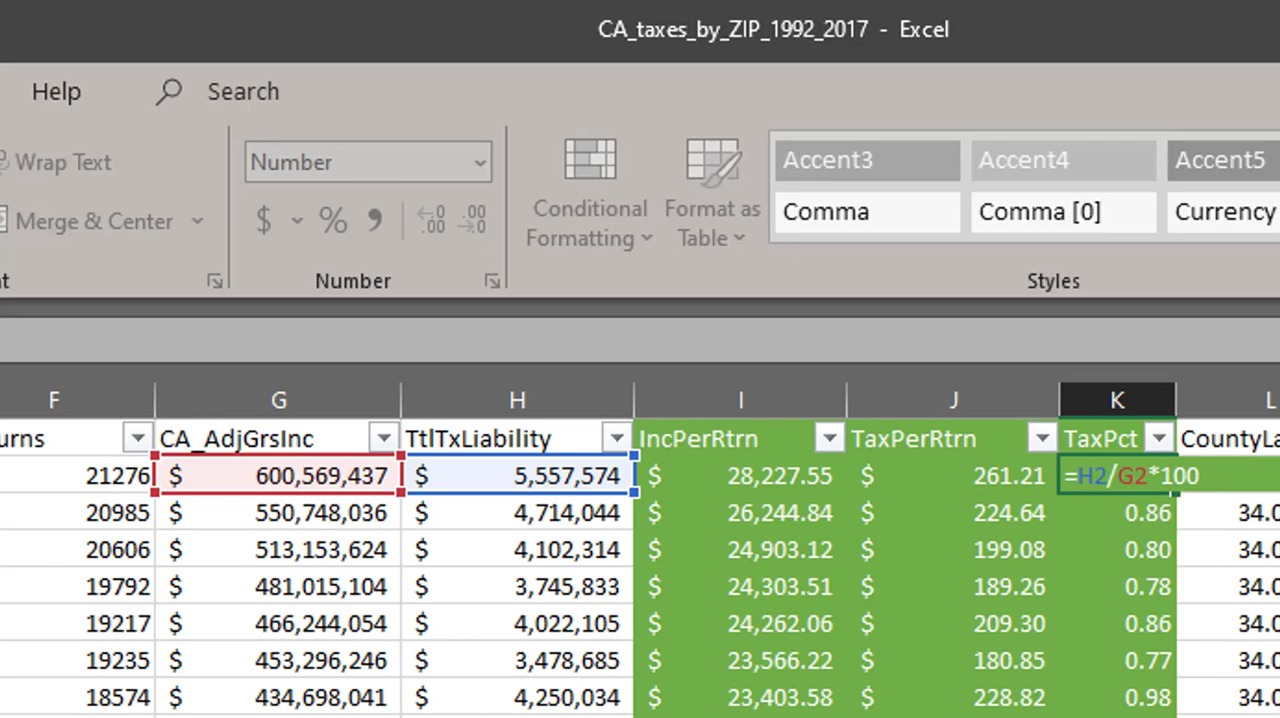 CA_taxes_by_ZIP_1992_2017 - Excel
Help Search
Wrap Text Number Accent3 Accent4 Accent5
Merge & Center $ % , .00 .00 Conditional Formatting Format as Table Comma Comma [0] Currency
Number Styles
F G H I J K L
CA_AdjGrsInc TtlTxLiability IncPerRtrn TaxPerRtrn TaxPct
21276 $ 600,569,437 $ 5,557,574 $ 28,227.55 $ 261.21 =H2/G2*100
20985 $ 550,748,036 $ 4,714,044 $ 26,244.84 $ 224.64 0.86 34.0
20606 $ 513,153,624 $ 4,102,314 $ 24,903.12 $ 199.08 0.80 34.0
19792 $ 481,015,104 $ 3,745,833 $ 24,303.51 $ 189.26 0.78 34.0
19217 $ 466,244,054 $ 4,022,105 $ 24,262.06 $ 209.30 0.86 34.0
19235 $ 453,296,246 $ 3,478,685 $ 23,566.22 $ 180.85 0.77 34.0
18574 $ 434,698,041 $ 4,250,034 $ 23,403.58 $ 228.82 0.98 34.0